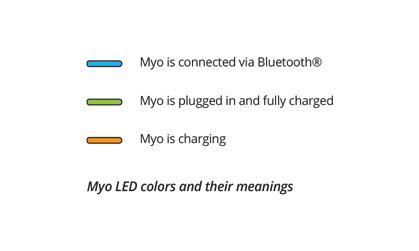 Myo is connected via Bluetooth®
Myo is plugged in and fully charged
Myo is charging
Myo LED colors and their meanings